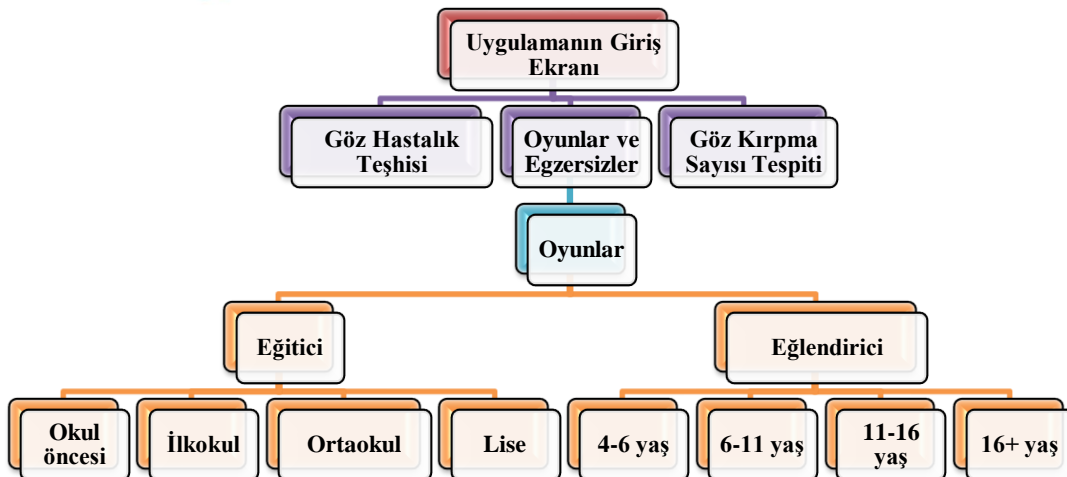 Uygulamanın Giriş
Ekranı
Göz Hastalık
Teşhisi
Oyunlar ve
Egzersizler
Göz Kırpma
Sayısı Tespiti
Oyunlar
Eğitici
Eğlendirici
Okul
öncesi
İlkokul
Ortaokul
Lise
4-6 yaş
6-11 yaş
11-16
yaş
16+ yaş